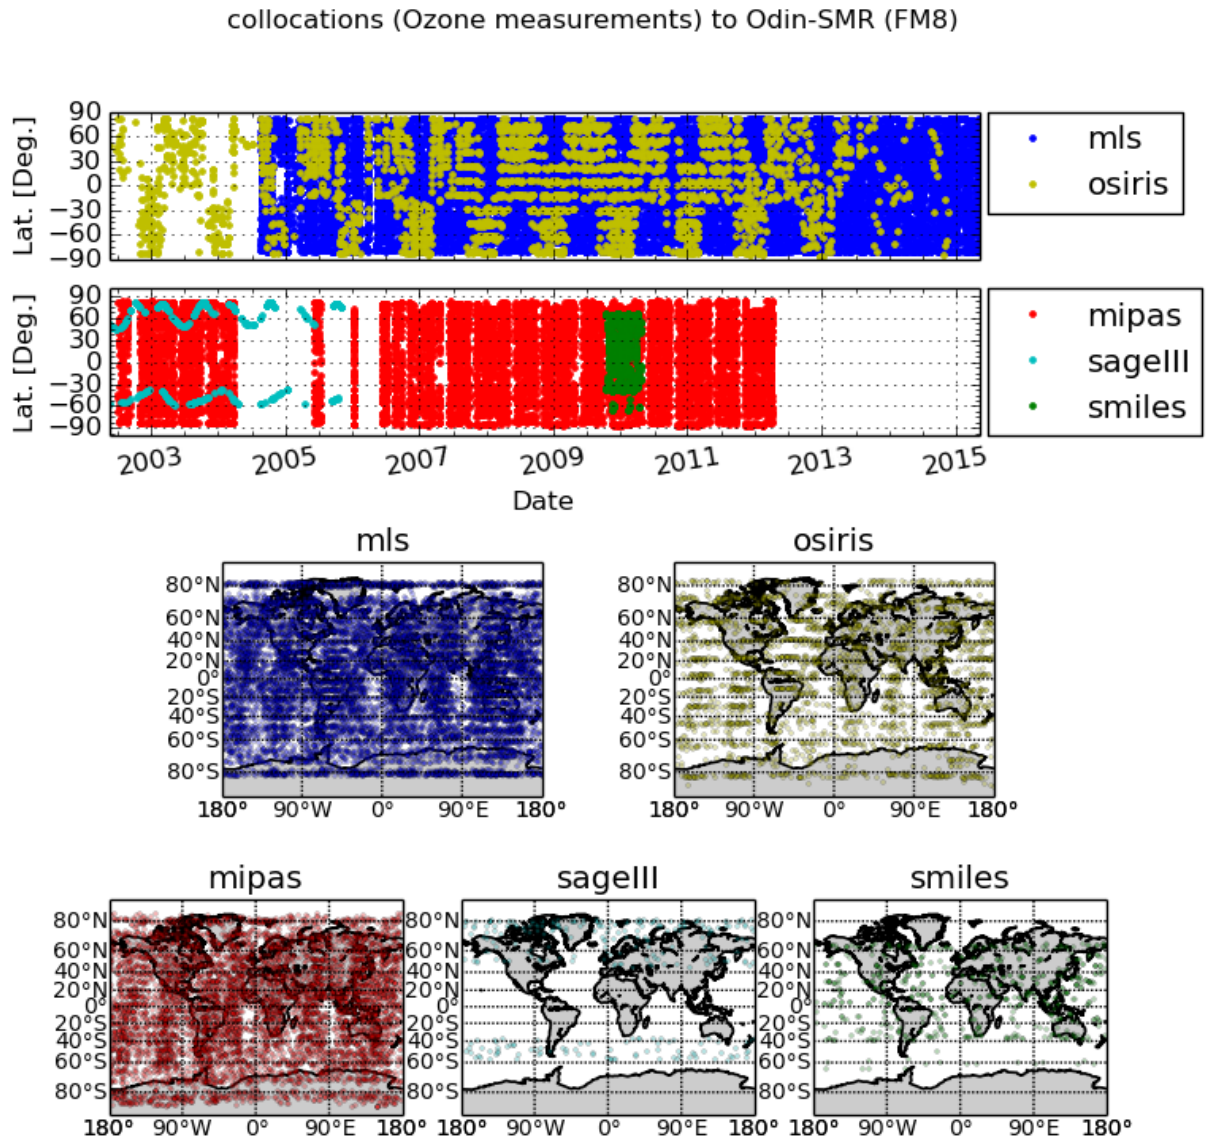 collocations (Ozone measurements) to Odin-SMR (FM8)
Lat. [Deg.]
90
60
30
0
−30
−60
−90
mls
osiris
Lat. [Deg.]
90
60
30
0
−30
−60
−90
mipas
sageIII
smiles
2003 2005 2007 2009 2011 2013 2015
Date
mls osiris
80°N
60°N
40°N
20°N
0°
20°S
40°S
60°S
80°S
180° 90°W 0° 90°E 180°
80°N
60°N
40°N
20°N
0°
20°S
40°S
60°S
80°S
180° 90°W 0° 90°E 180°
mipas sageIII smiles
80°N
60°N
40°N
20°N
0°
20°S
40°S
60°S
80°S
180° 90°W 0° 90°E 180°
80°N
60°N
40°N
20°N
0°
20°S
40°S
60°S
80°S
180° 90°W 0° 90°E 180°
80°N
60°N
40°N
20°N
0°
20°S
40°S
60°S
80°S
180° 90°W 0° 90°E 180°